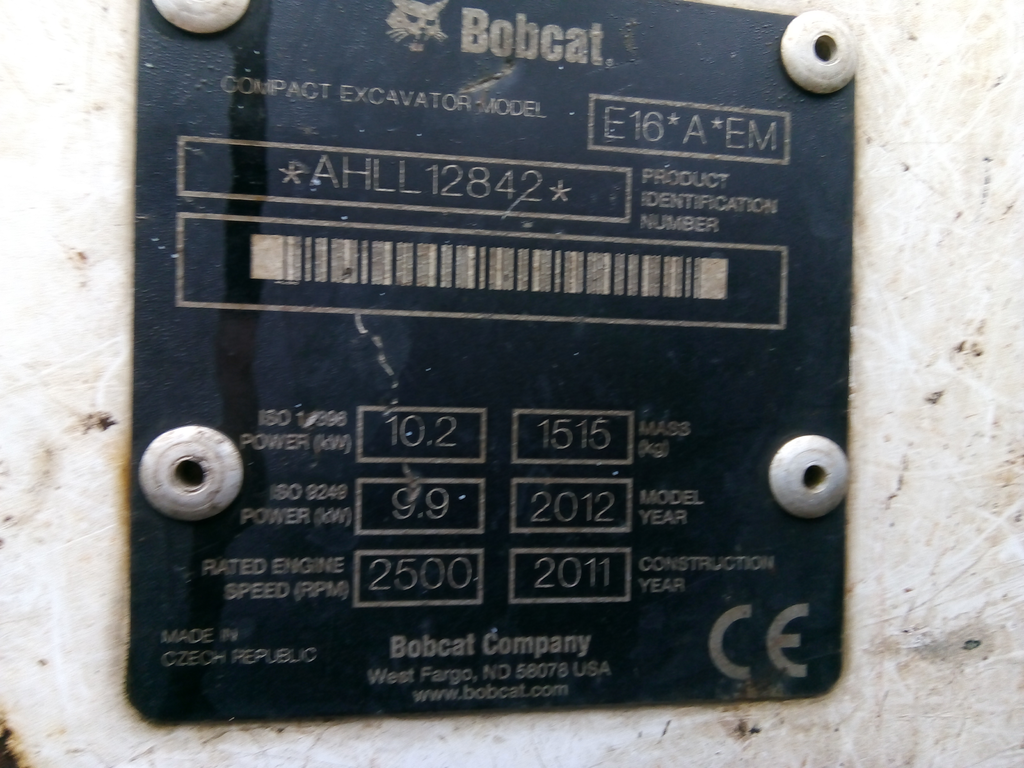 Bobcat.
COMPACT EXCAVATOR MODEL
E16*A*EM
*AHLL12842*
PRODUCT
IDENTIFICATION
NUMBER
ISO
POWER (kW)
10.2
1515
MASS
(kg)
ISO 9249
POWER (kW)
9.9
2012
MODEL
YEAR
RATED ENGINE
SPEED (RPM)
2500
2011
CONSTRUCTION
YEAR
MADE IN
CZECH REPUBLIC
Bobcat Company
West Fargo, ND 58078 USA
www.bobcat.com
CE